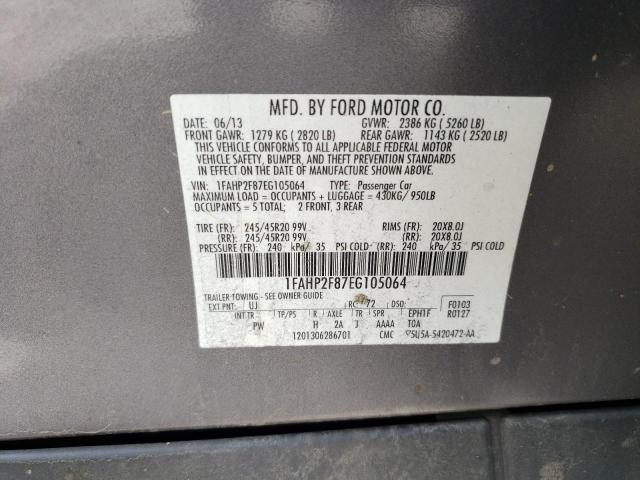 MFD. BY FORD MOTOR CO.
DATE: 06/13 GVWR: 2386 KG ( 5260 LB)
FRONT GAWR: 1279 KG ( 2820 LB) REAR GAWR: 1143 KG ( 2520 LB)
THIS VEHICLE CONFORMS TO ALL APPLICABLE FEDERAL MOTOR
VEHICLE SAFETY, BUMPER, AND THEFT PREVENTION STANDARDS
IN EFFECT ON THE DATE OF MANUFACTURE SHOWN ABOVE.
VIN: 1FAHP2F87EG105064 TYPE: Passenger Car
MAXIMUM LOAD = OCCUPANTS + LUGGAGE = 430KG/ 950LB
OCCUPANTS = 5 TOTAL: 2 FRONT, 3 REAR
TIRE (FR): 245/45R20 99V RIMS (FR): 20X8.0J
(RR): 245/45R20 99V (RR): 20X8.0J
PRESSURE (FR): 240 kPa/ 35 PSI COLD (RR): 240 kPa/ 35 PSI COLD
1FAHP2F87EG105064
TRAILER TOWING - SEE OWNER GUIDE
EXT PNT: UJ RC: 72 DSO: F0103
INT TR TP/PS R AXLE TR SPR EPH1F R0127
PW H 2A J AAAA TOA
1201306286701 CMC